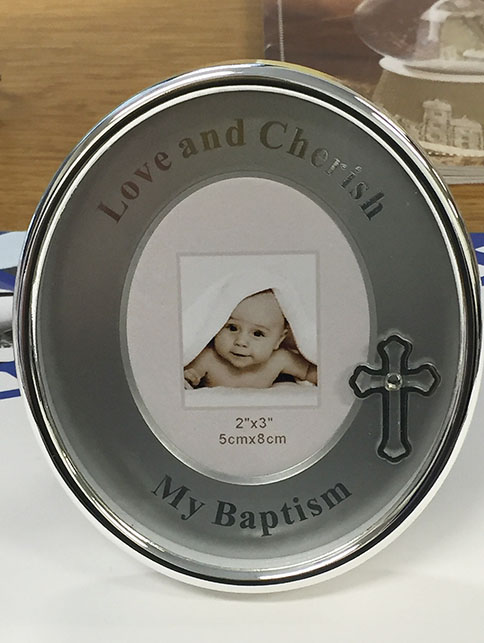 Love and Cherish
2"x3"
5cmx8cm
My Baptism